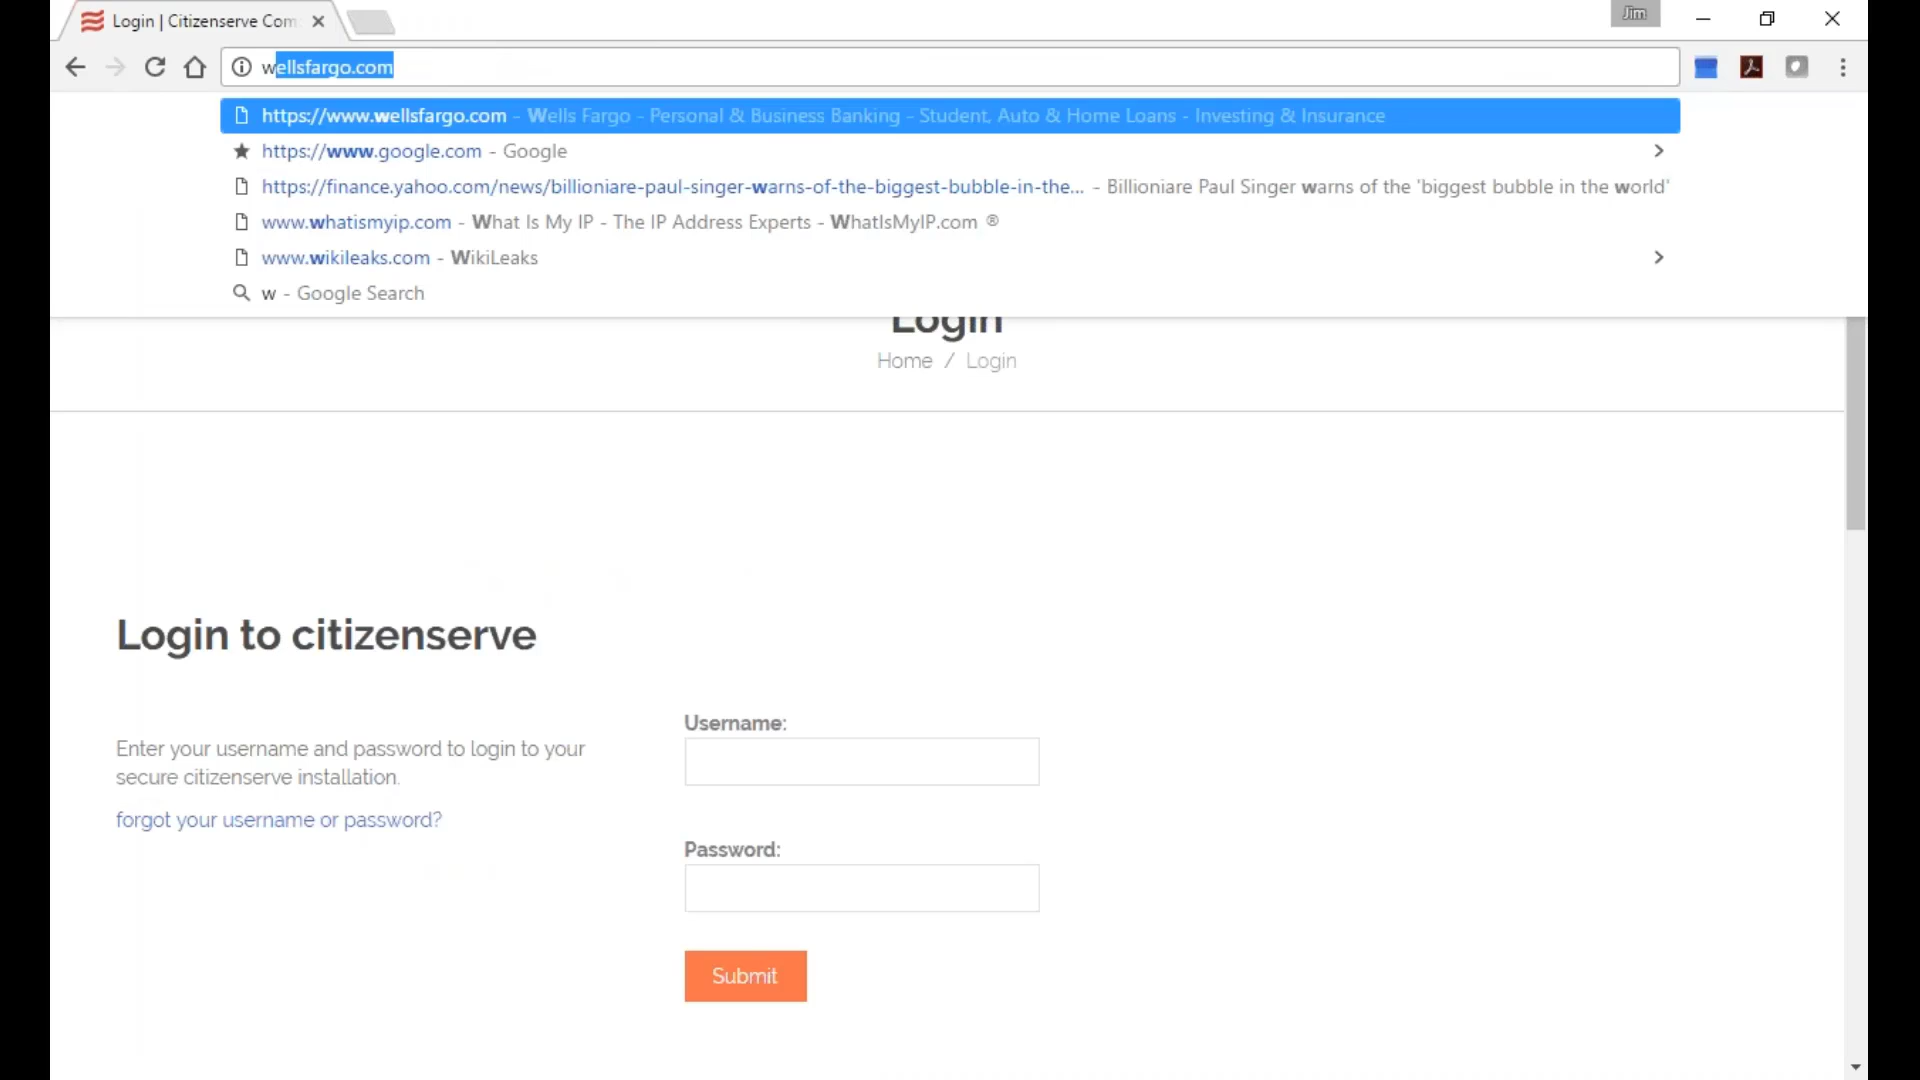 Login | Citizenserve Com
Jim
wellsfargo.com
https://www.wellsfargo.com - Wells Fargo - Personal & Business Banking - Student, Auto & Home Loans - Investing & Insurance
https://www.google.com - Google
https://finance.yahoo.com/news/billioniare-paul-singer-warns-of-the-biggest-bubble-in-the... - Billioniare Paul Singer warns of the 'biggest bubble in the world'
www.whatismyip.com - What Is My IP - The IP Address Experts - WhatIsMyIP.com ®
www.wikileaks.com - WikiLeaks
w - Google Search
Login
Home / Login
Login to citizenserve
Enter your username and password to login to your
secure citizenserve installation.
forgot your username or password?
Username:
Password:
Submit